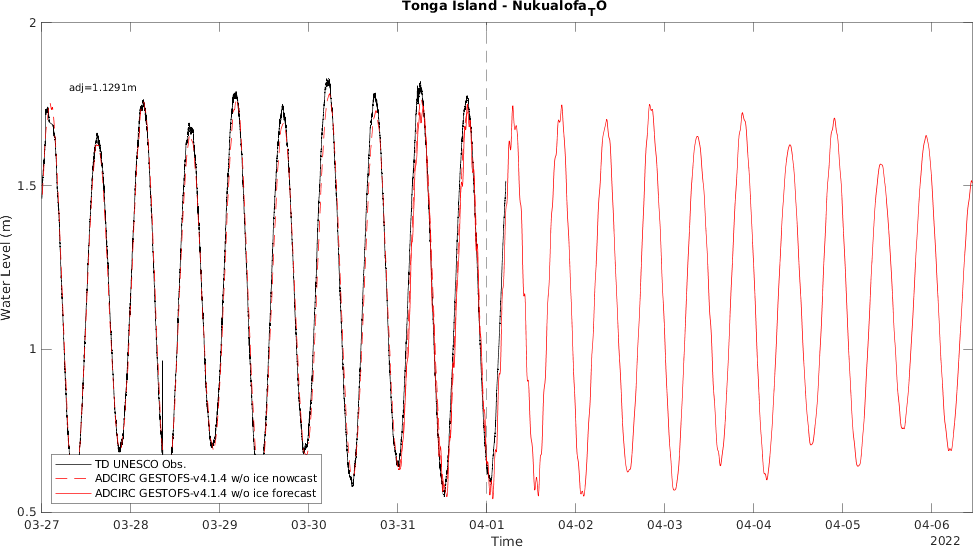 Tonga Island - NukualofaTO
2
adj=1.1291m
1.5
Water Level (m)
1
TD UNESCO Obs.
ADCIRC GESTOFS-v4.1.4 w/o ice nowcast
ADCIRC GESTOFS-v4.1.4 w/o ice forecast
0.5
03-27 03-28 03-29 03-30 03-31 04-01 04-02 04-03 04-04 04-05 04-06
Time 2022